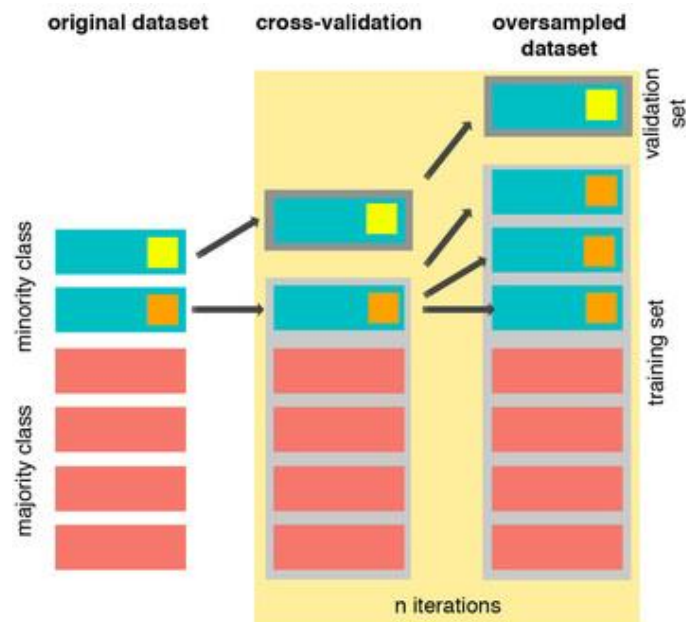 original dataset
cross-validation
oversampled
dataset
validation
set
minority class
training set
majority class
n iterations